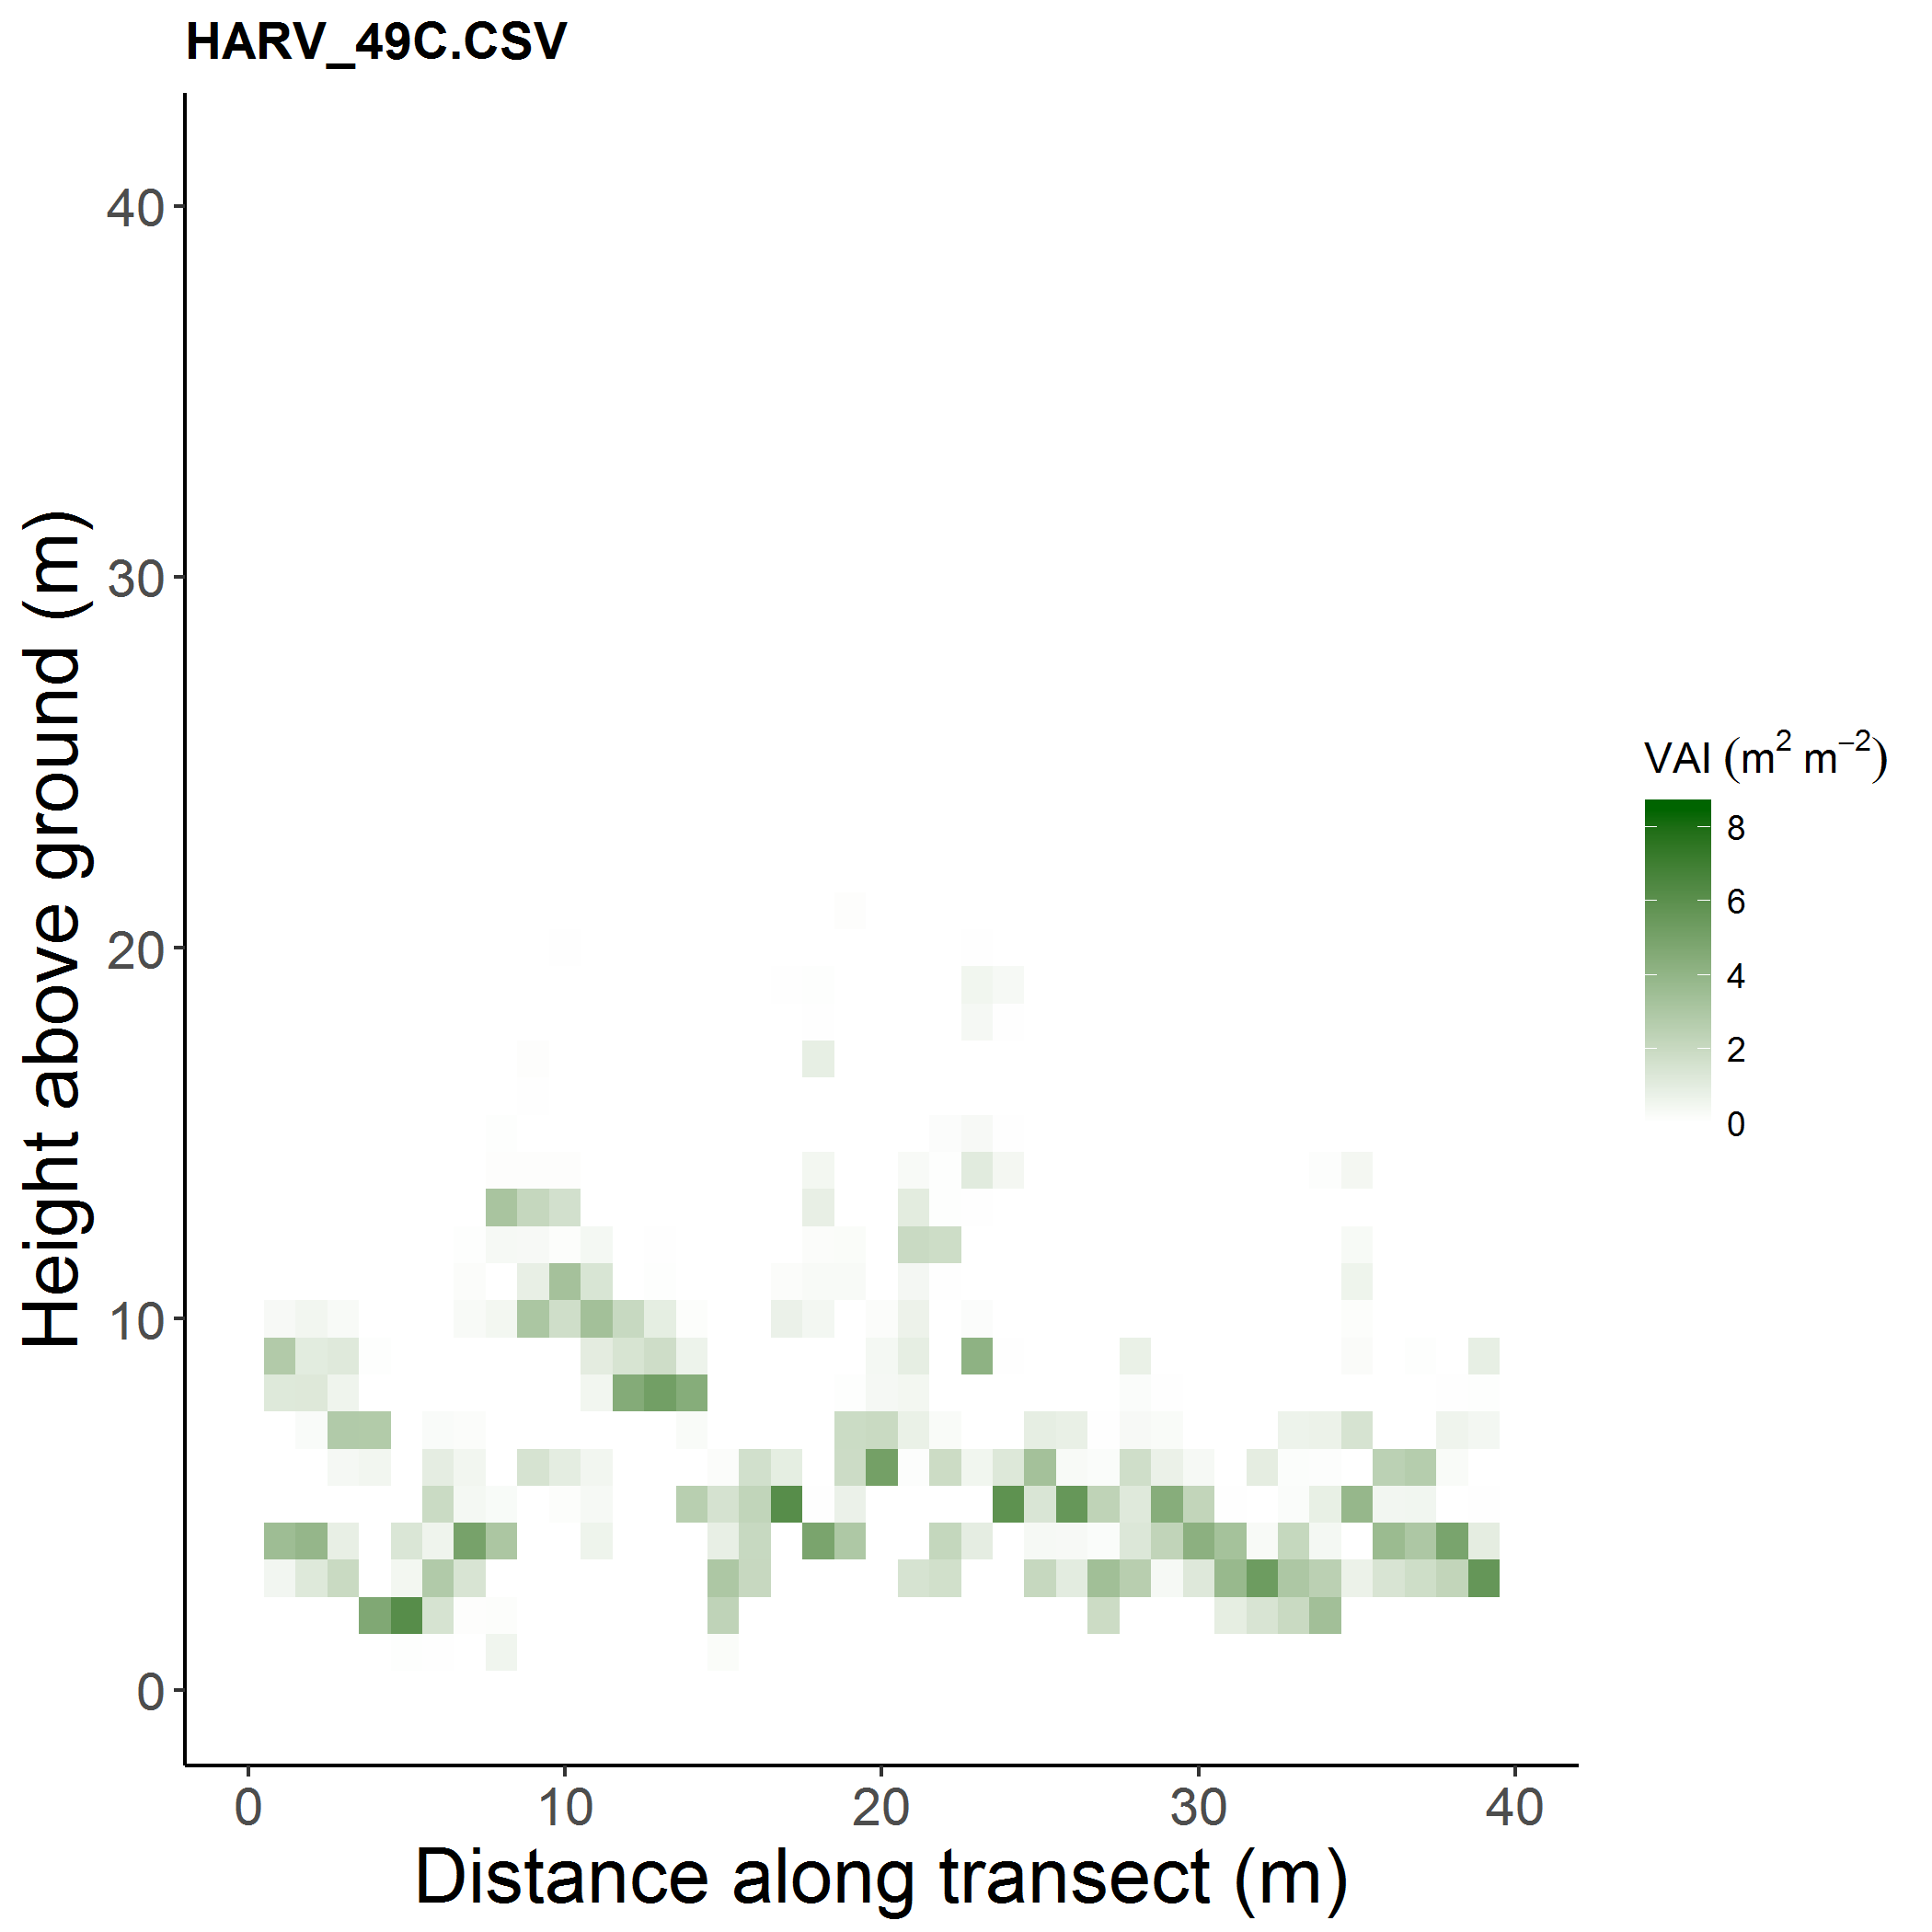 HARV_49C.CSV
Height above ground (m)
40
30
20
10
0
0 10 20 30 40
Distance along transect (m)
VAI (m² m⁻²)
8
6
4
2
0